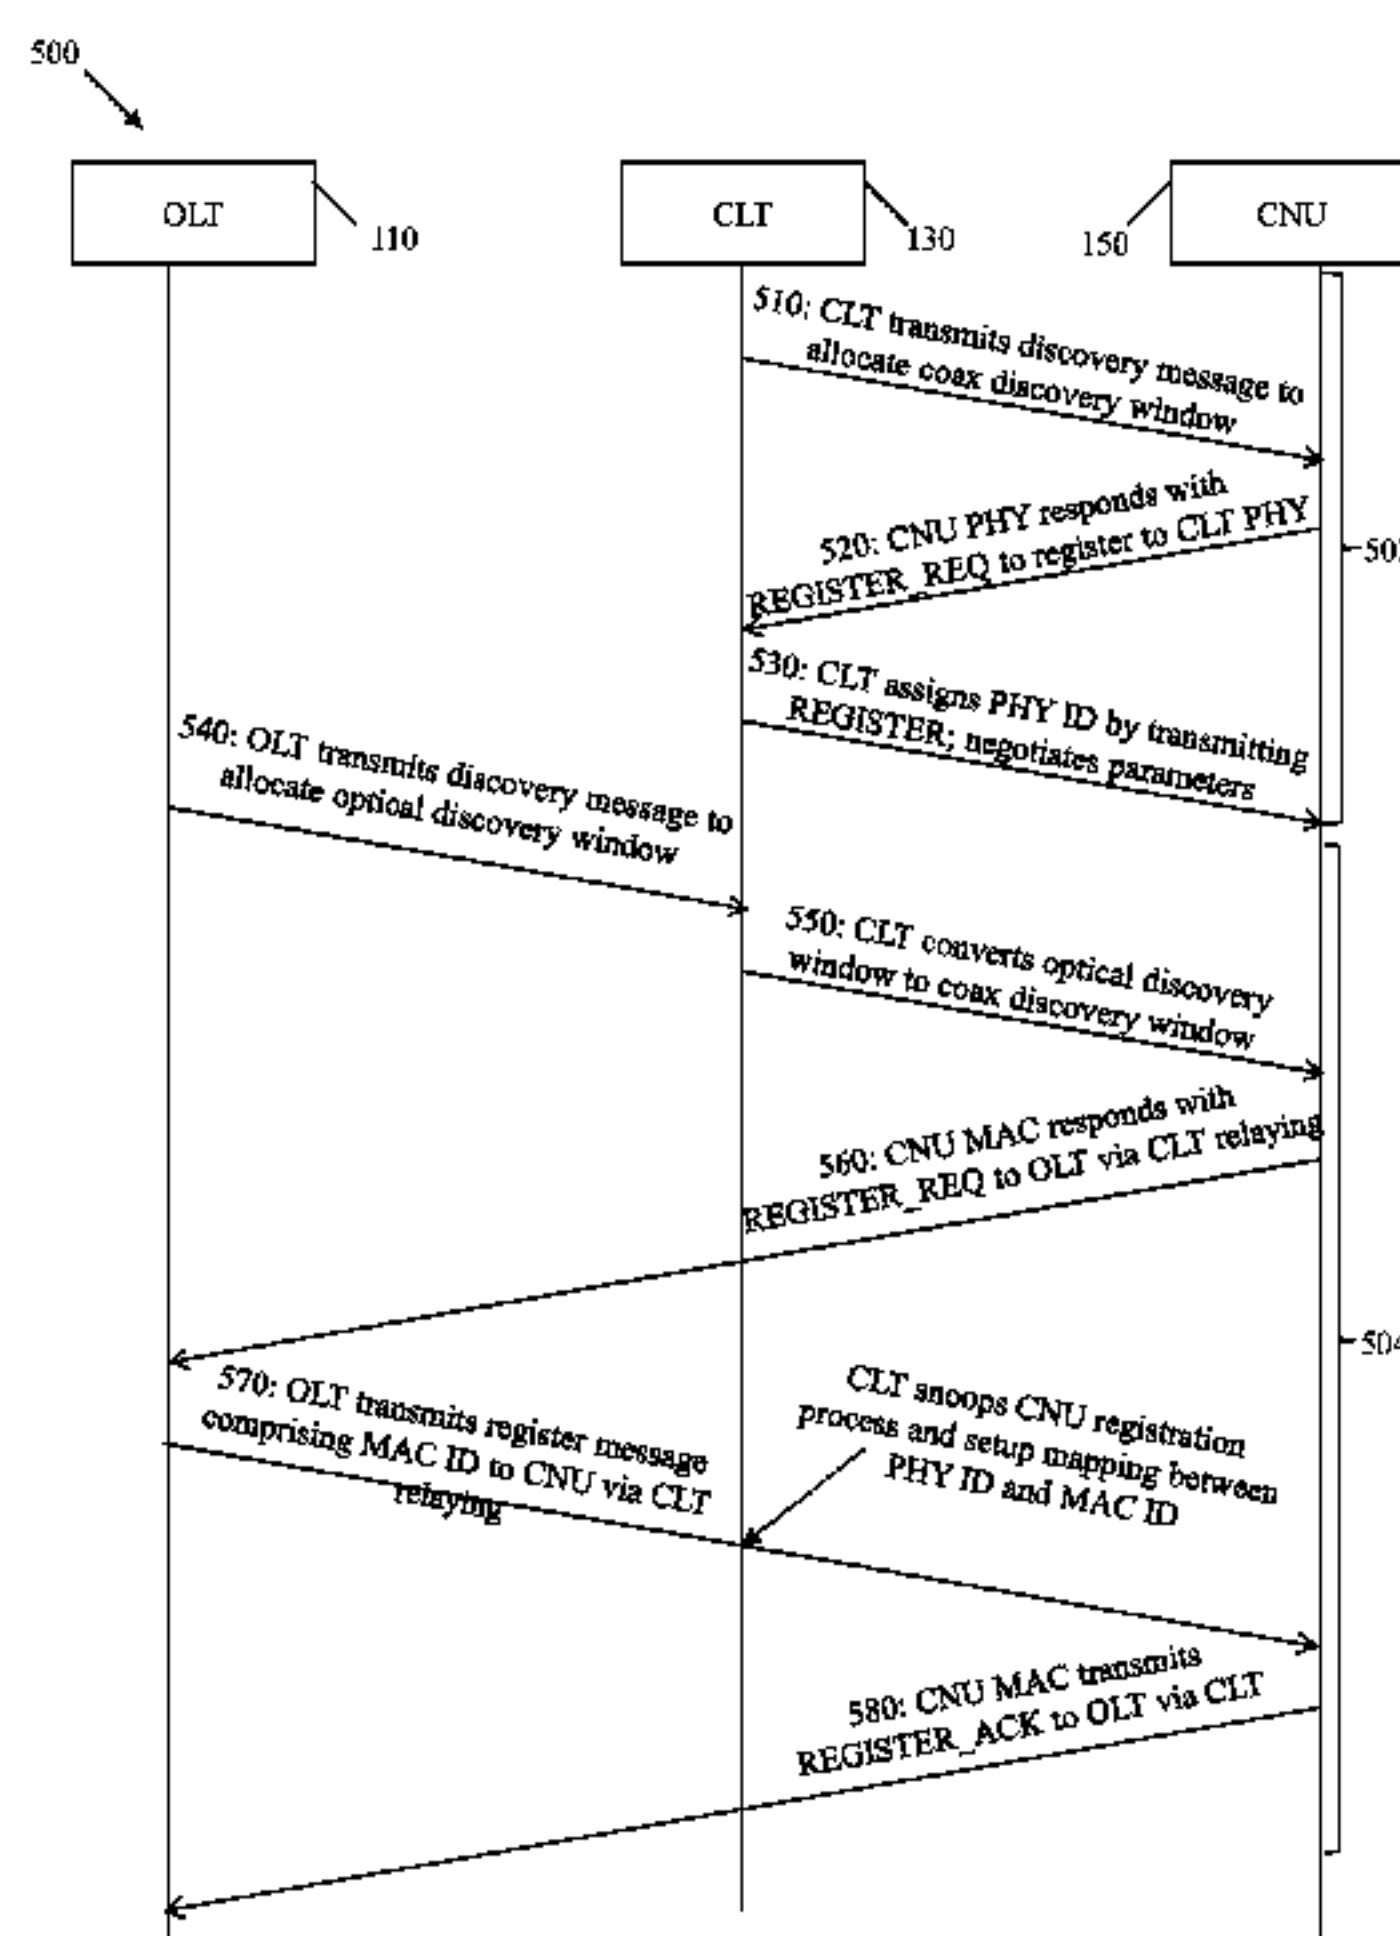 500
OLT
110
CLT
130
150
CNU
510: CLT transmits discovery message to
allocate coax discovery window
520: CNU PHY responds with
REGISTER_REQ to register to CLT PHY
530: CLT assigns PHY ID by transmitting
REGISTER; negotiates parameters
540: OLT transmits discovery message to
allocate optical discovery window
550: CLT converts optical discovery
window to coax discovery window
560: CNU MAC responds with
REGISTER_REQ to OLT via CLT relaying
504
570: OLT transmits register message
comprising MAC ID to CNU via CLT
relaying
CLT snoops CNU registration
process and setup mapping between
PHY ID and MAC ID
580: CNU MAC transmits
REGISTER_ACK to OLT via CLT